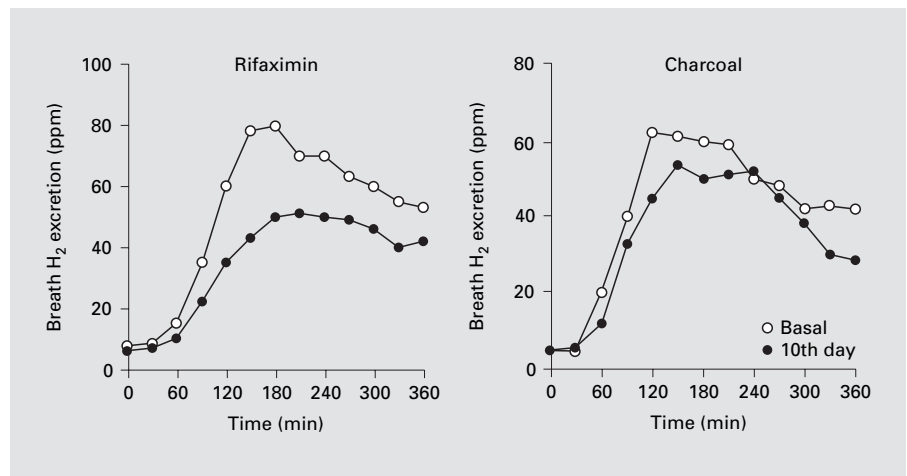 Rifaximin
Breath H₂ excretion (ppm)
100
80
60
40
20
0
0 60 120 180 240 300 360
Time (min)
Charcoal
Breath H₂ excretion (ppm)
80
60
40
20
0
0 60 120 180 240 300 360
Time (min)
Basal
10th day